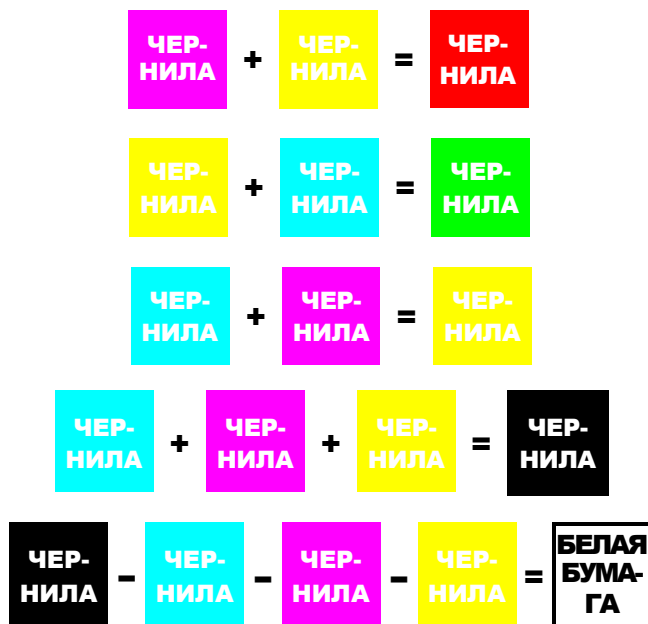 ЧЕР-
НИЛА
+
ЧЕР-
НИЛА
=
ЧЕР-
НИЛА
ЧЕР-
НИЛА
+
ЧЕР-
НИЛА
=
ЧЕР-
НИЛА
ЧЕР-
НИЛА
+
ЧЕР-
НИЛА
=
ЧЕР-
НИЛА
ЧЕР-
НИЛА
+
ЧЕР-
НИЛА
+
ЧЕР-
НИЛА
=
ЧЕР-
НИЛА
ЧЕР-
НИЛА
–
ЧЕР-
НИЛА
–
ЧЕР-
НИЛА
–
ЧЕР-
НИЛА
=
БЕЛАЯ
БУМА-
ГА